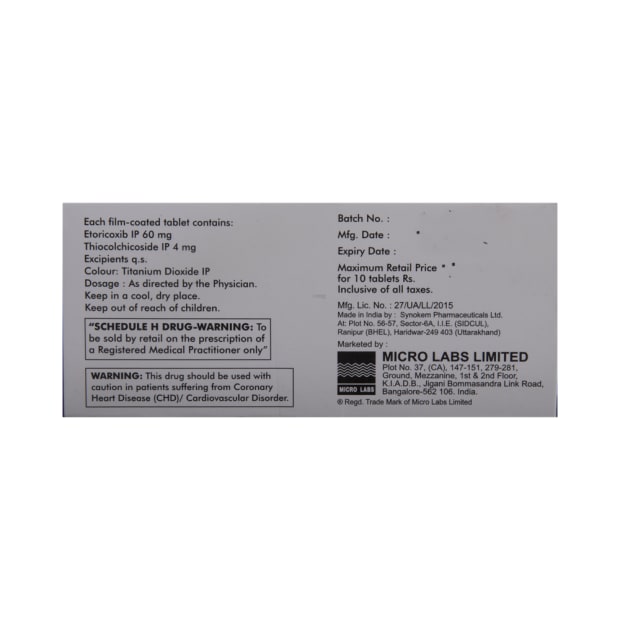 Each film-coated tablet contains:
Etoricoxib IP 60 mg
Thiocolchicoside IP 4 mg
Excipients q.s.
Colour: Titanium Dioxide IP
Dosage : As directed by the Physician.
Keep in a cool, dry place.
Keep out of reach of children.
"SCHEDULE H DRUG-WARNING: To
be sold by retail on the prescription of
a Registered Medical Practitioner only"
WARNING: This drug should be used with
caution in patients suffering from Coronary
Heart Disease (CHD)/ Cardiovascular Disorder.
Batch No. :
Mfg. Date :
Expiry Date :
Maximum Retail Price
for 10 tablets Rs.
Inclusive of all taxes.
Mfg. Lic. No. : 27/UA/LL/2015
Made in India by : Synokem Pharmaceuticals Ltd.
At: Plot No. 56-57, Sector-6A, I.I.E. (SIDCUL),
Ranipur (BHEL), Haridwar-249 403 (Uttarakhand)
Marketed by :
MICRO LABS
MICRO LABS LIMITED
Plot No. 37, (CA), 147-151, 279-281,
Ground, Mezzanine, 1st & 2nd Floor,
K.I.A.D.B., Jigani Bommasandra Link Road,
Bangalore-562 106. India.
® Regd. Trade Mark of Micro Labs Limited